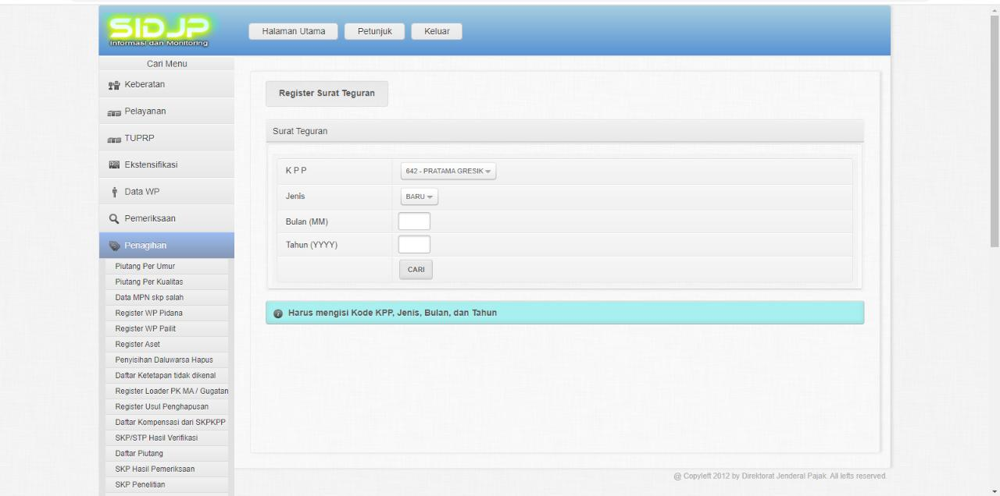 SIDJP
Informasi dan Monitoring
Halaman Utama
Petunjuk
Keluar
Cari Menu
Keberatan
Pelayanan
TUPRP
Ekstensifikasi
Data WP
Pemeriksaan
Penagihan
Piutang Per Umur
Piutang Per Kualitas
Data MPN skp salah
Register WP Pidana
Register WP Pailit
Register Aset
Penyisihan Daluwarsa Hapus
Daftar Ketetapan tidak dikenal
Register Loader PK MA / Gugatan
Register Usul Penghapusan
Daftar Kompensasi dari SKPKPP
SKP/STP Hasil Verifikasi
Daftar Piutang
SKP Hasil Pemeriksaan
SKP Penelitian
Register Surat Teguran
Surat Teguran
K P P
642 - PRATAMA GRESIK
Jenis
BARU
Bulan (MM)
Tahun (YYYY)
CARI
Harus mengisi Kode KPP, Jenis, Bulan, dan Tahun
@ Copyleft 2012 by Direktorat Jenderal Pajak. All lefts reserved.